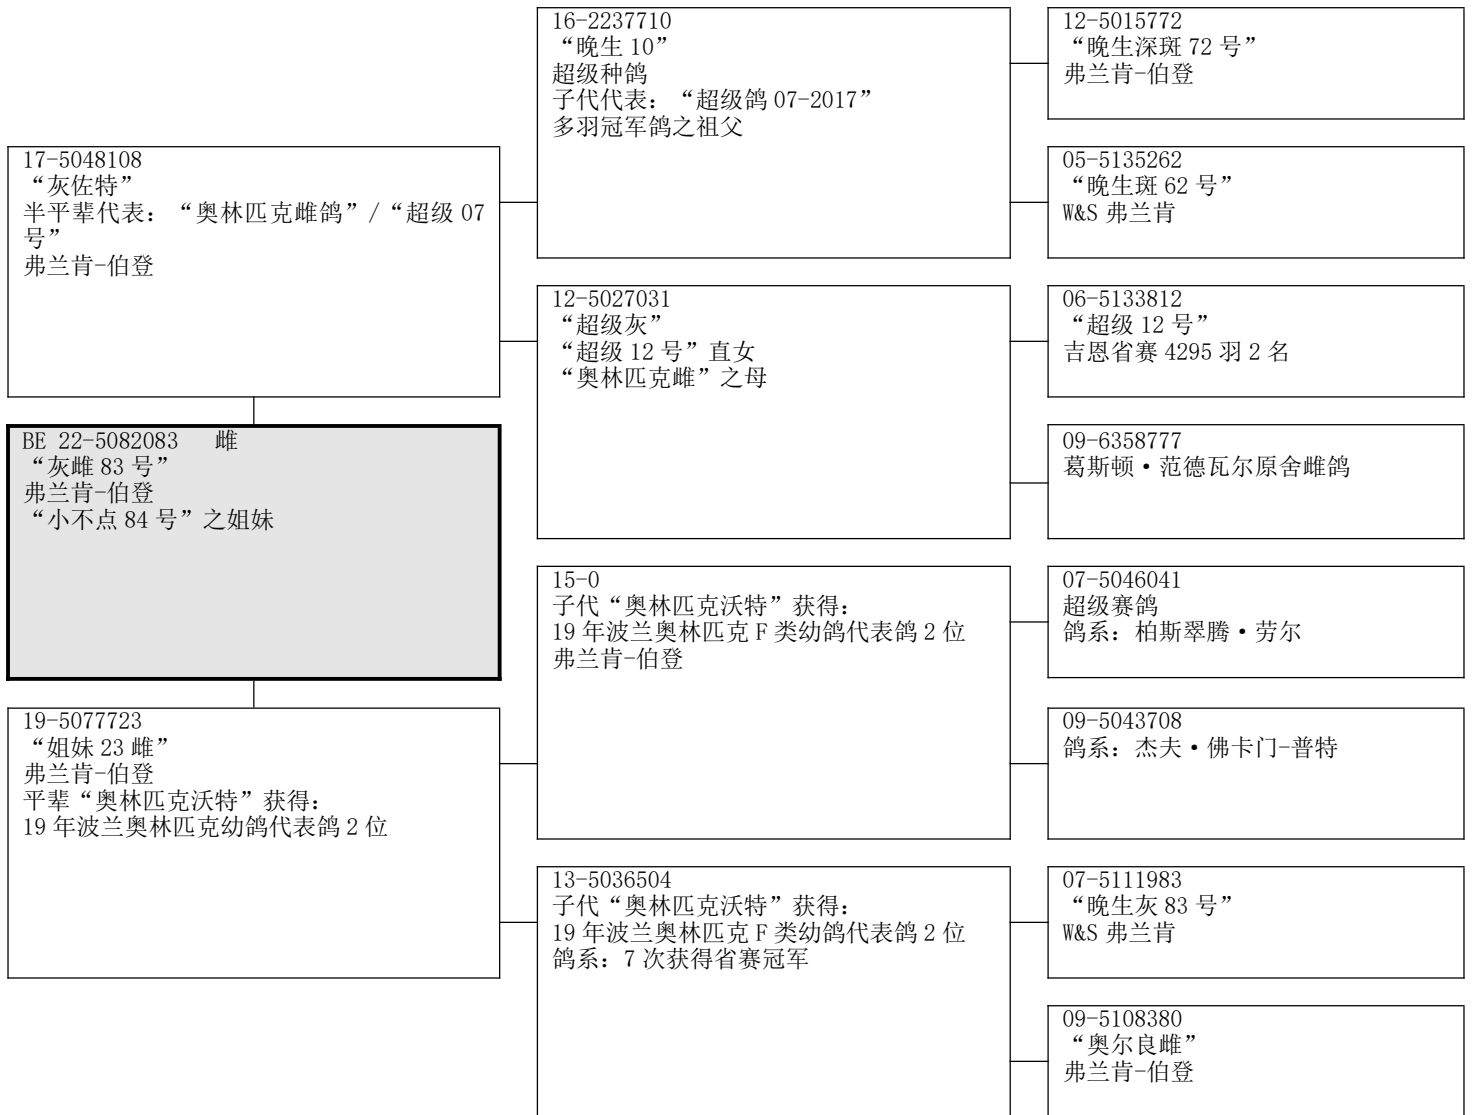 16-2237710
“晚生 10”
超级种鸽
子代代表：“超级鸽 07-2017”
多羽冠军鸽之祖父
12-5015772
“晚生深斑 72 号”
弗兰肯-伯登
17-5048108
“灰佐特”
半平辈代表：“奥林匹克雌鸽”/“超级 07
号”
弗兰肯-伯登
05-5135262
“晚生斑 62 号”
W&S 弗兰肯
12-5027031
“超级灰”
“超级 12 号”直女
“奥林匹克雌”之母
06-5133812
“超级 12 号”
吉恩省赛 4295 羽 2 名
BE 22-5082083 雌
“灰雌 83 号”
弗兰肯-伯登
“小不点 84 号”之姐妹
09-6358777
葛斯顿·范德瓦尔原舍雌鸽
15-0
子代“奥林匹克沃特”获得：
19 年波兰奥林匹克 F 类幼鸽代表鸽 2 位
弗兰肯-伯登
07-5046041
超级赛鸽
鸽系：柏斯翠腾·劳尔
19-5077723
“姐妹 23 雌”
弗兰肯-伯登
平辈“奥林匹克沃特”获得：
19 年波兰奥林匹克幼鸽代表鸽 2 位
09-5043708
鸽系：杰夫·佛卡门-普特
13-5036504
子代“奥林匹克沃特”获得：
19 年波兰奥林匹克 F 类幼鸽代表鸽 2 位
鸽系：7 次获得省赛冠军
07-5111983
“晚生灰 83 号”
W&S 弗兰肯
09-5108380
“奥尔良雌”
弗兰肯-伯登